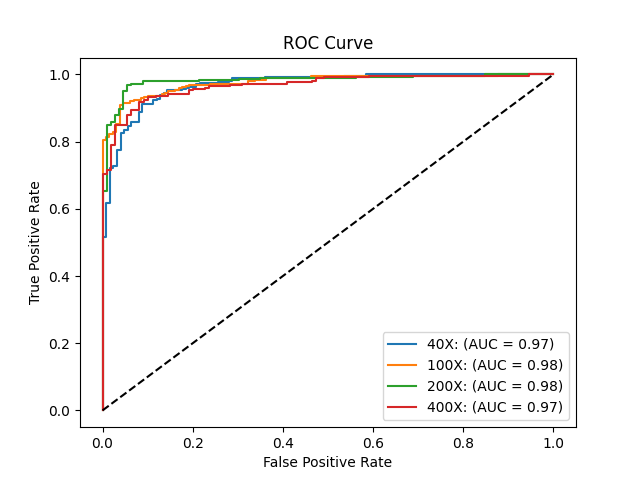 ROC Curve
1.0
0.8
0.6
0.4
0.2
0.0
True Positive Rate
40X: (AUC = 0.97)
100X: (AUC = 0.98)
200X: (AUC = 0.98)
400X: (AUC = 0.97)
0.0 0.2 0.4 0.6 0.8 1.0
False Positive Rate